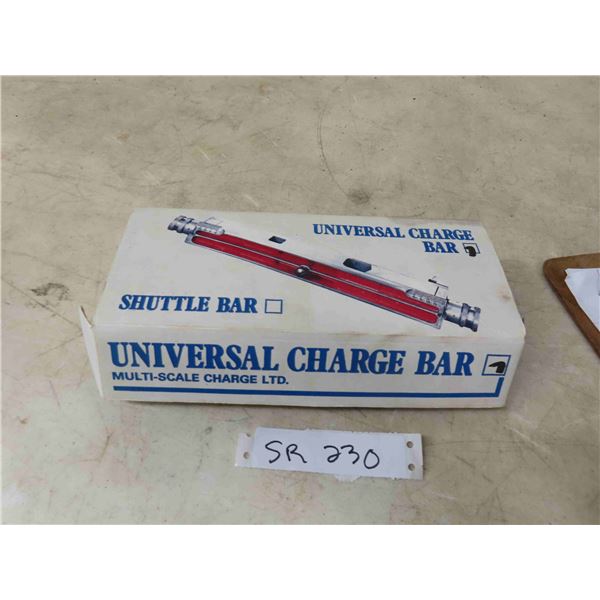 UNIVERSAL CHARGE
BAR
SHUTTLE BAR
UNIVERSAL CHARGE BAR
MULTI-SCALE CHARGE LTD.
SR 230